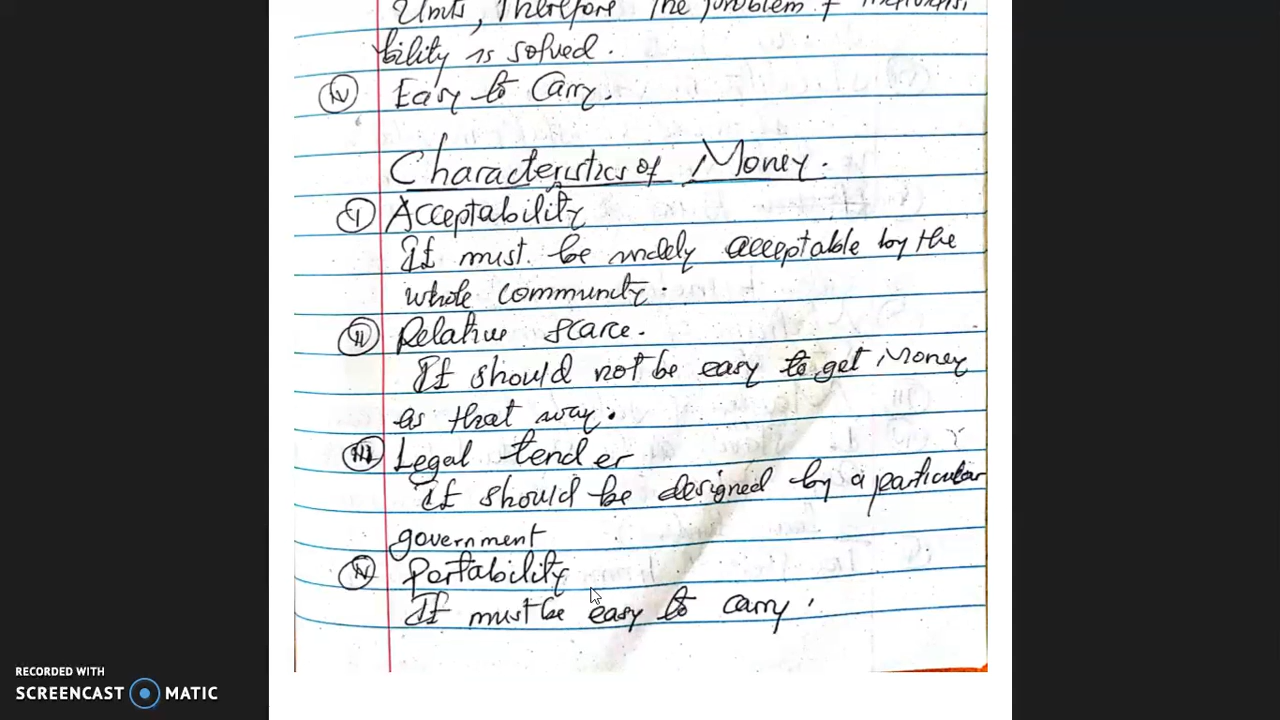 Units, Therefore the problem of indivisi
bility is solved.
(iv) Easy to Carry.
Characteristics of Money.
(i) Acceptability
It must be widely acceptable by the
whole community.
(ii) Relative scarce.
It should not be easy to get Money
as that way.
(iii) Legal tender
It should be designed by a particular
government
(iv) Portability
It must be easy to carry.
RECORDED WITH
SCREENCAST MATIC